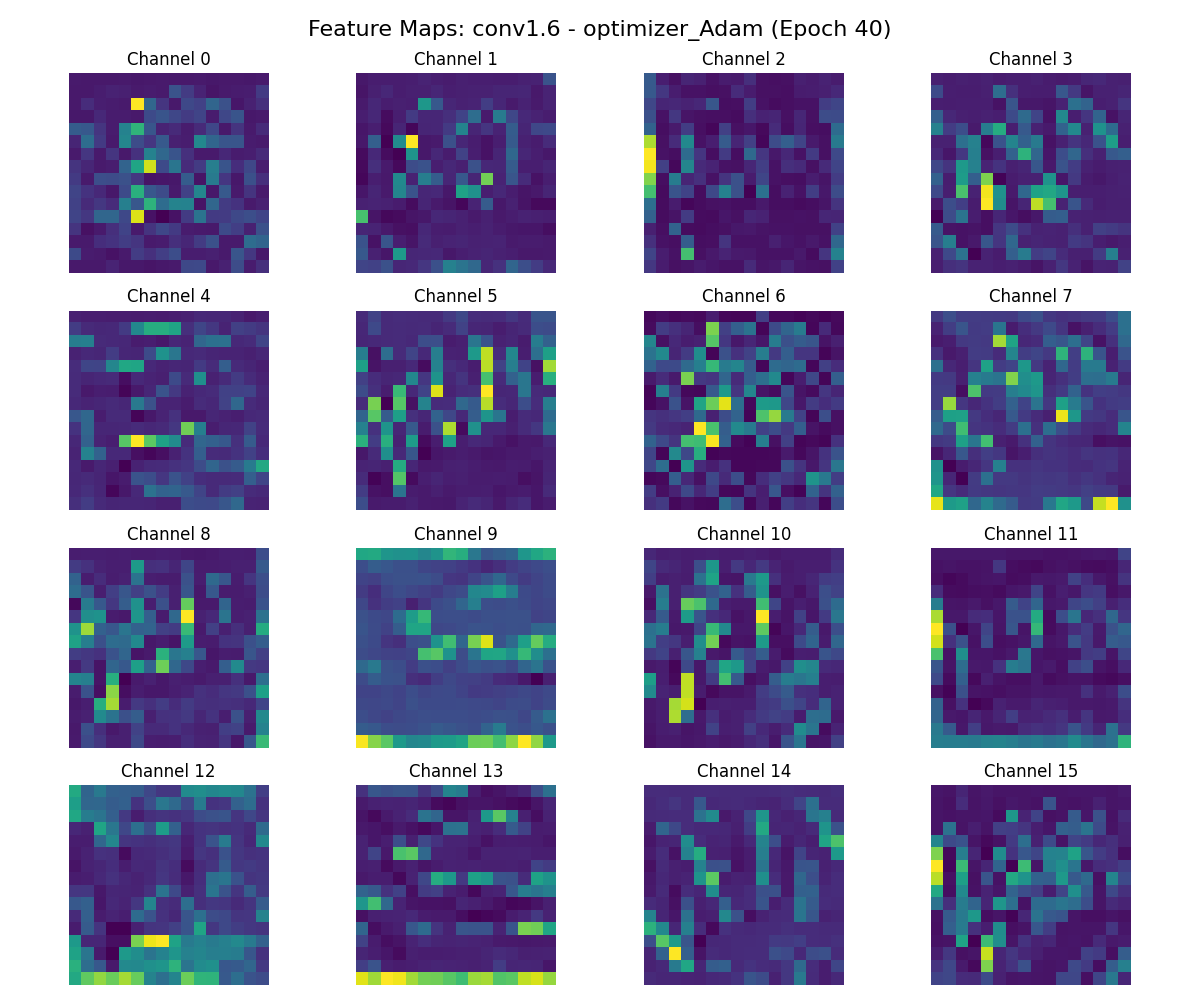 Feature Maps: conv1.6 - optimizer_Adam (Epoch 40)
Channel 0
Channel 1
Channel 2
Channel 3
Channel 4
Channel 5
Channel 6
Channel 7
Channel 8
Channel 9
Channel 10
Channel 11
Channel 12
Channel 13
Channel 14
Channel 15